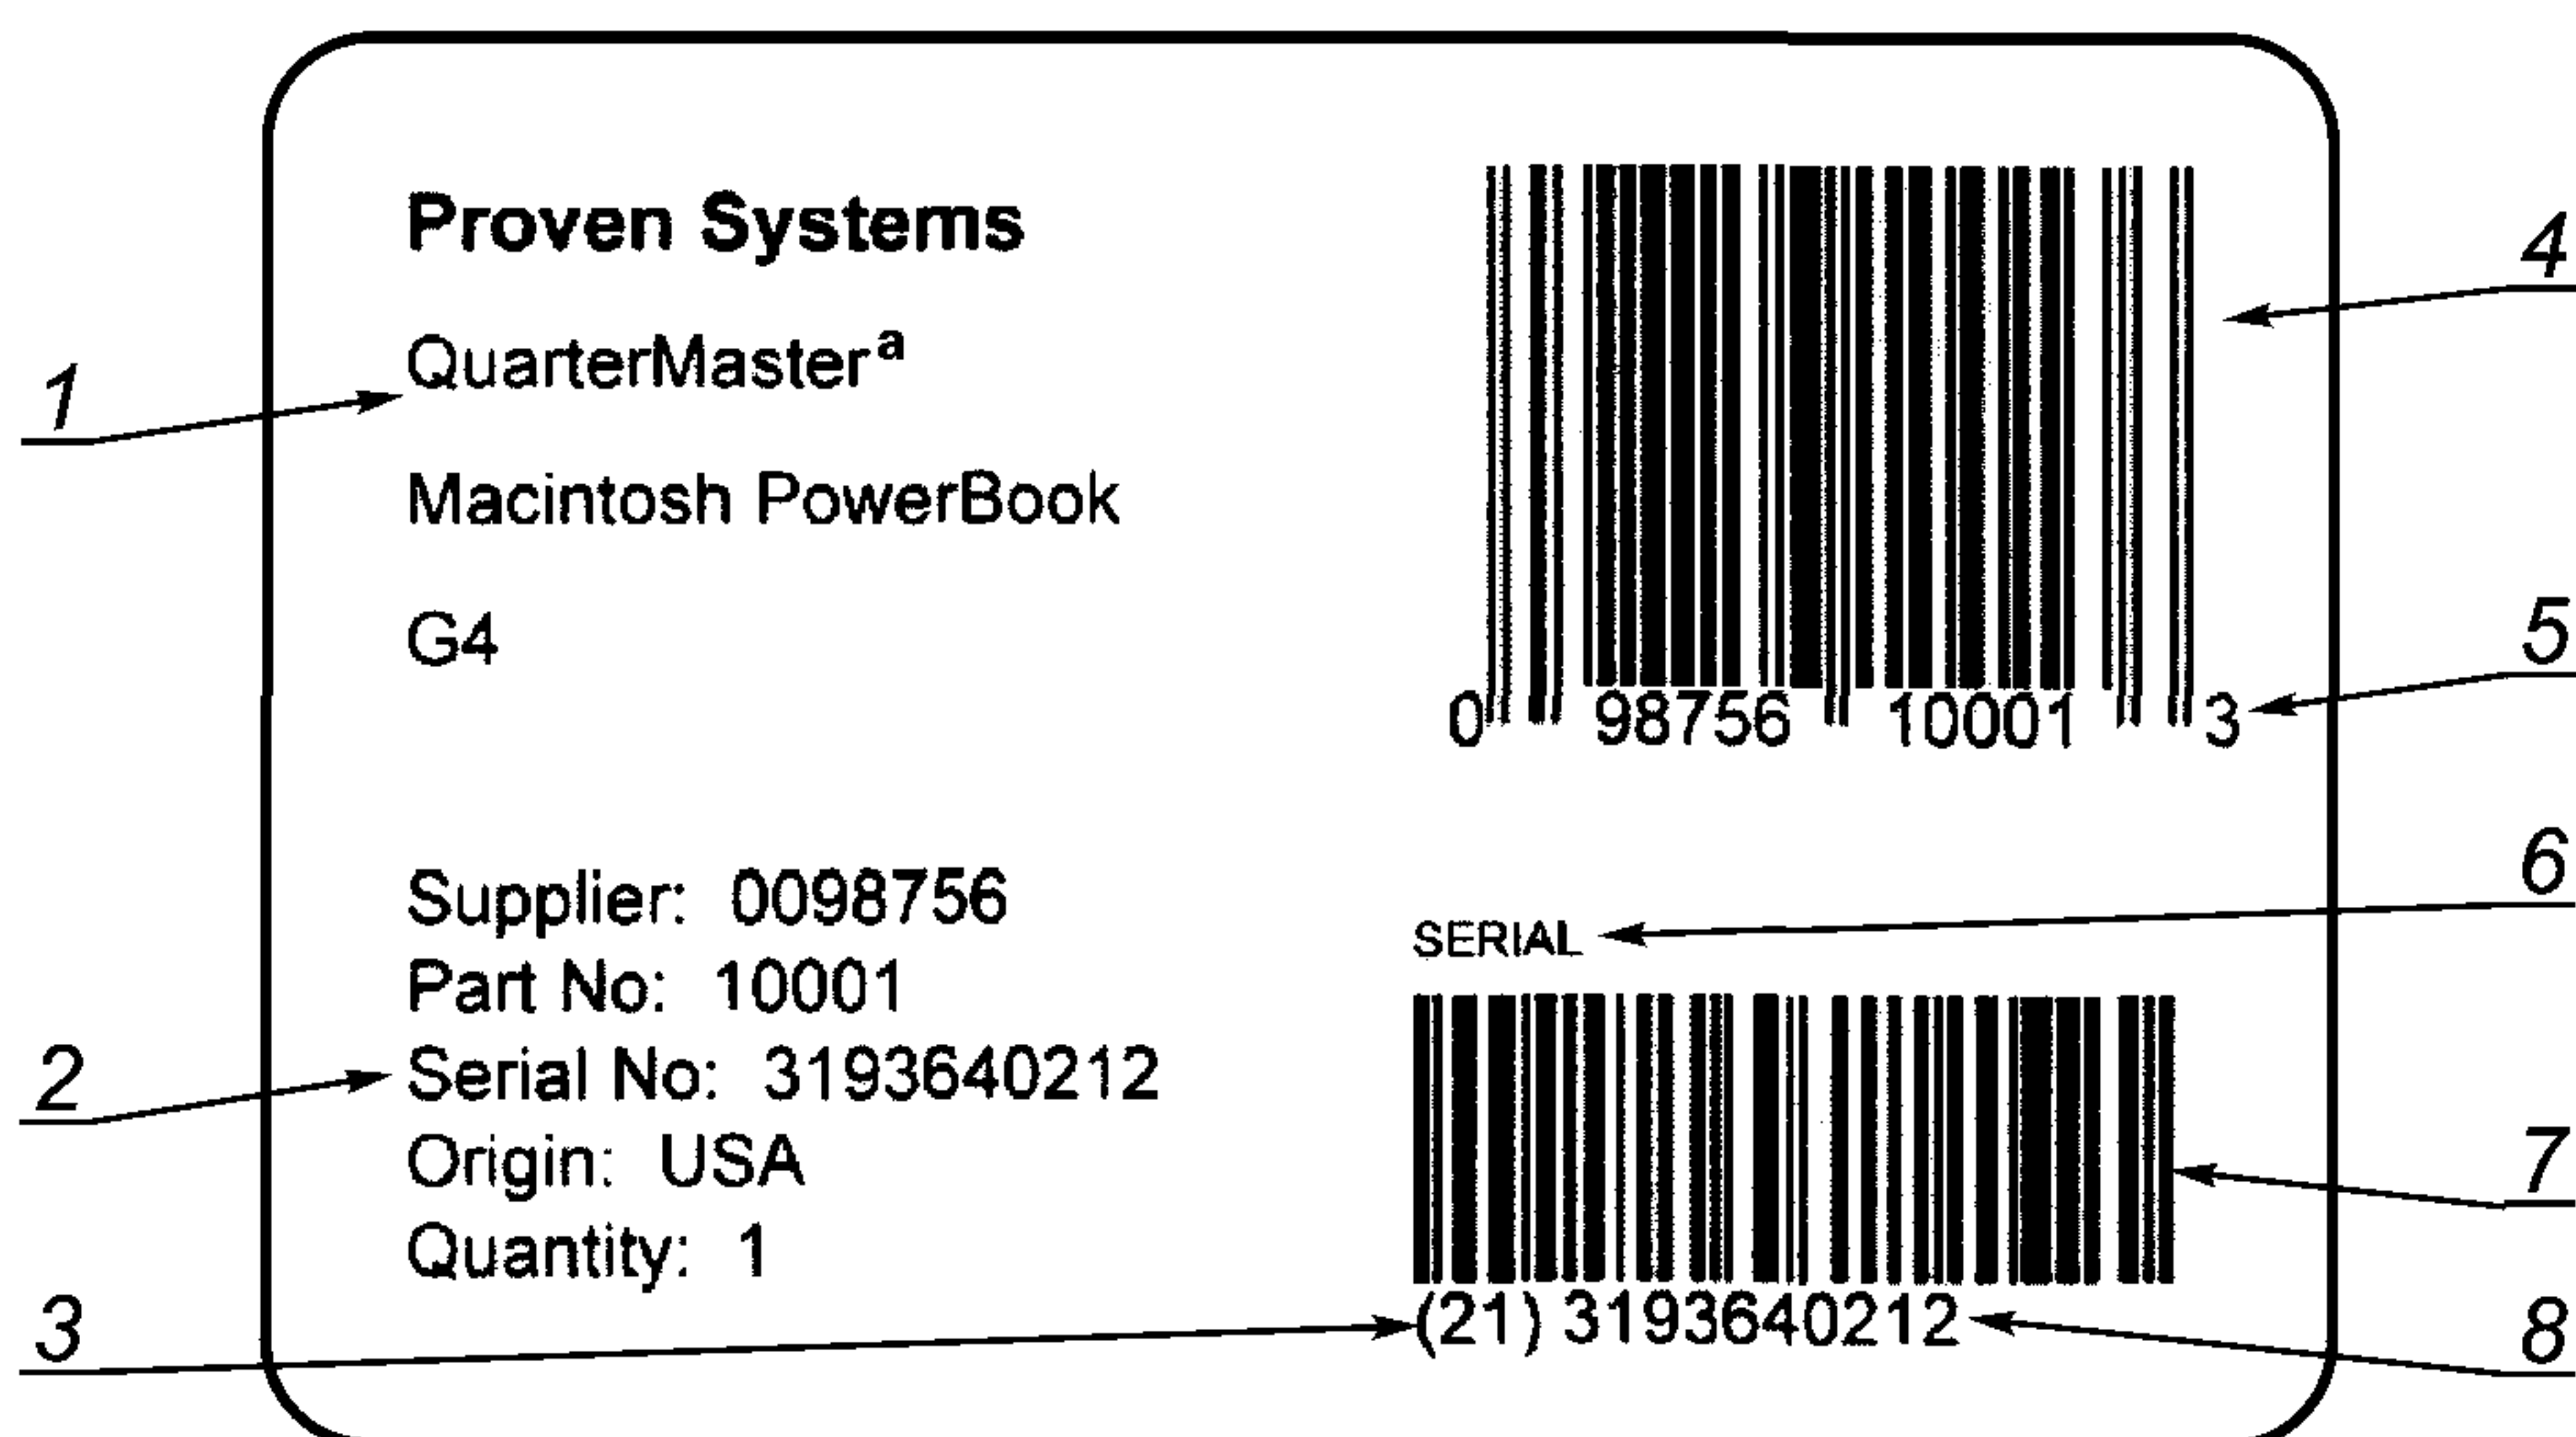 Proven Systems
QuarterMasterª
Macintosh PowerBook
G4
Supplier: 0098756
Part No: 10001
Serial No: 3193640212
Origin: USA
Quantity: 1
0 98756 10001 3
SERIAL
(21) 3193640212
1
2
3
4
5
6
7
8